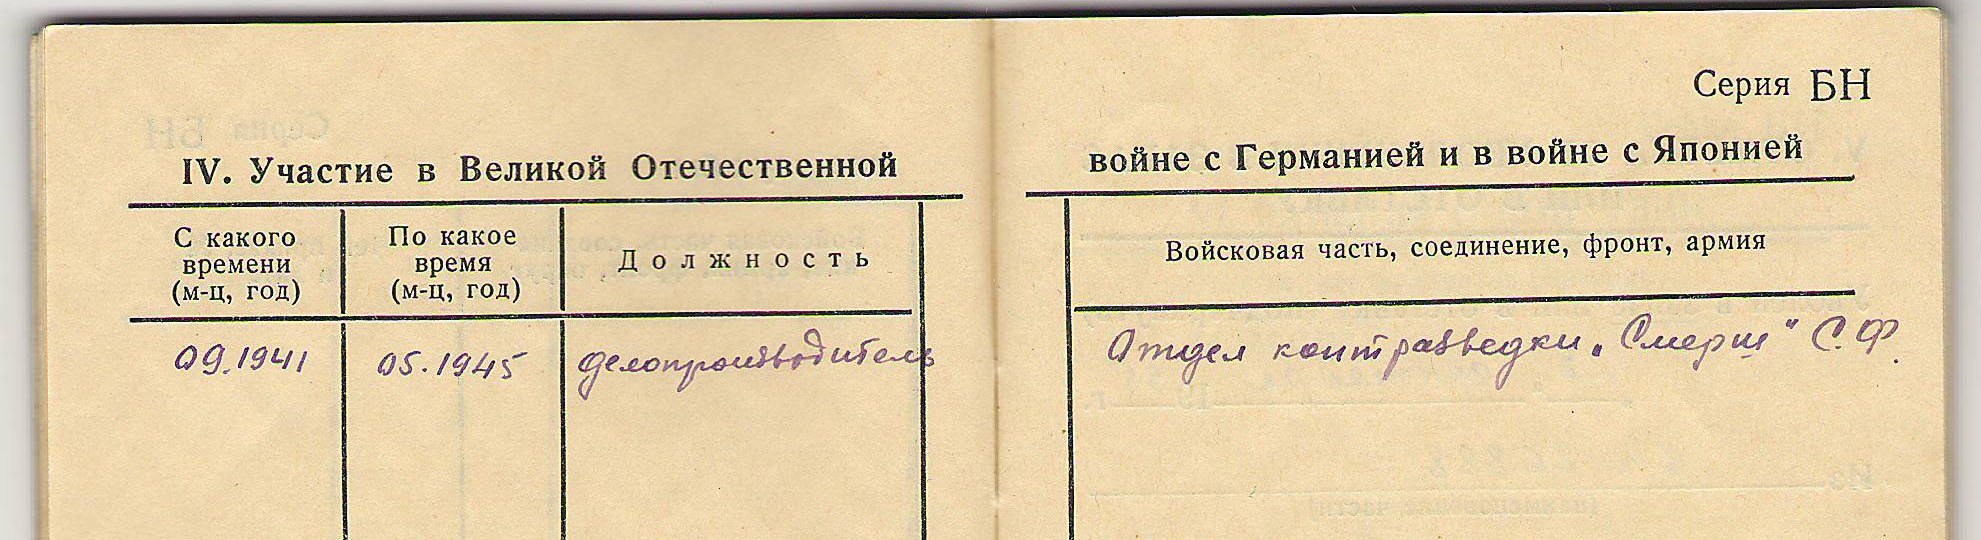 Серия БН
IV. Участие в Великой Отечественной войне с Германией и в войне с Японией
С какого
времени
(м-ц, год)
По какое
время
(м-ц, год)
Должность
Войсковая часть, соединение, фронт, армия
09.1941
05.1945
делопроизводитель
Отдел контразведки „Смерш" С.Ф.